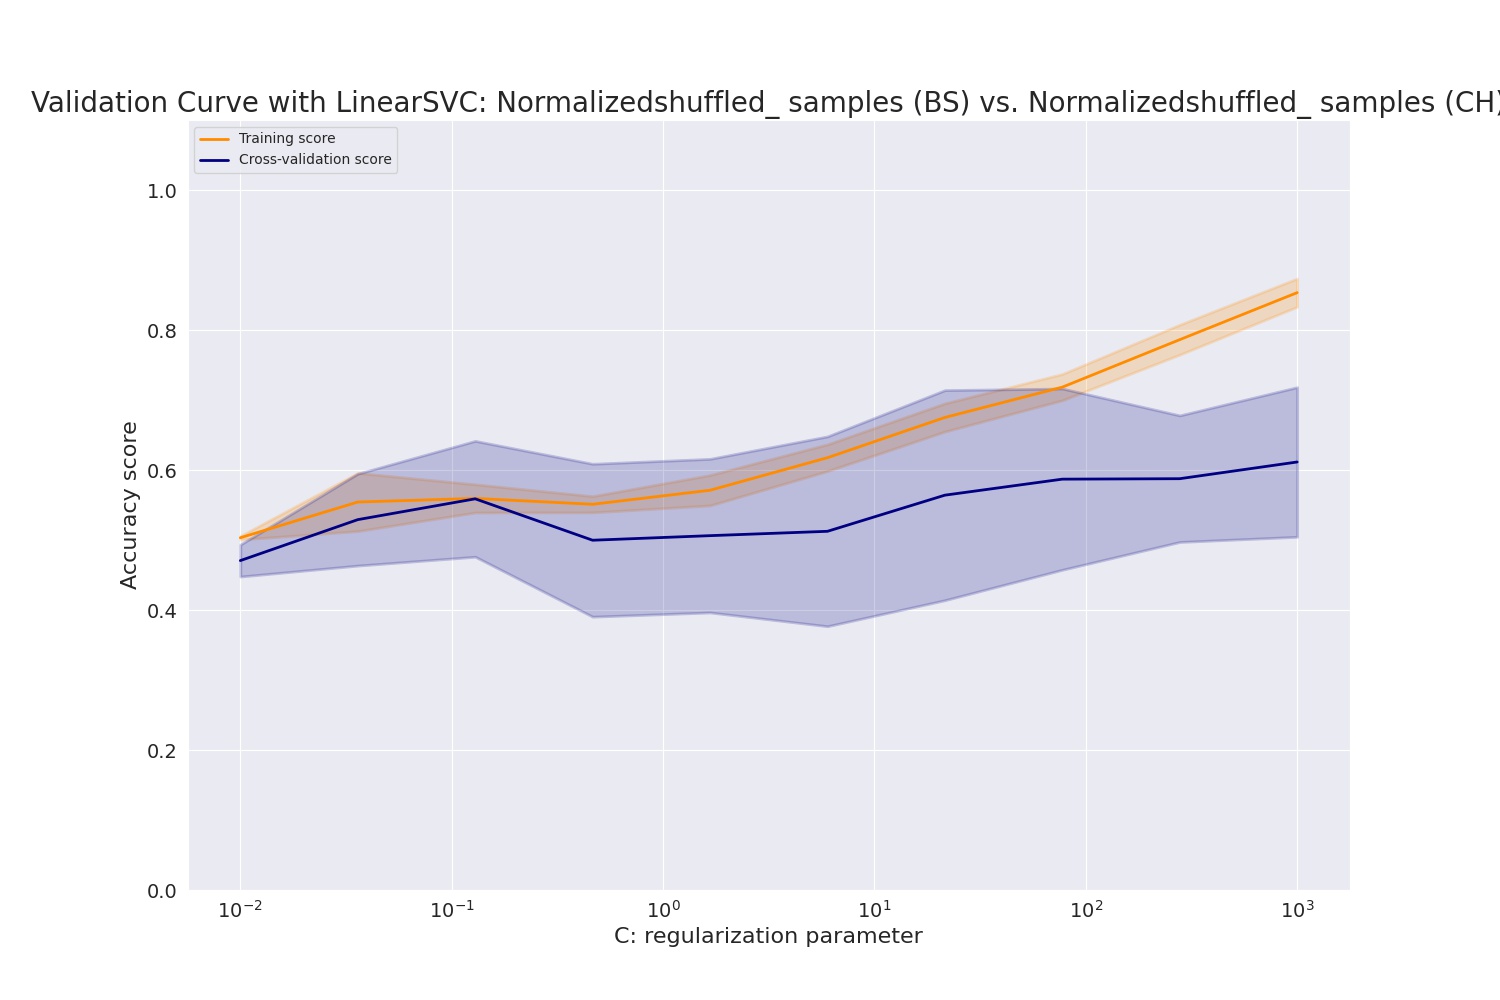 Validation Curve with LinearSVC: Normalizedshuffled_ samples (BS) vs. Normalizedshuffled_ samples (CH)
Training score
Cross-validation score
Accuracy score
1.0
0.8
0.6
0.4
0.2
0.0
10⁻² 10⁻¹ 10⁰ 10¹ 10² 10³
C: regularization parameter